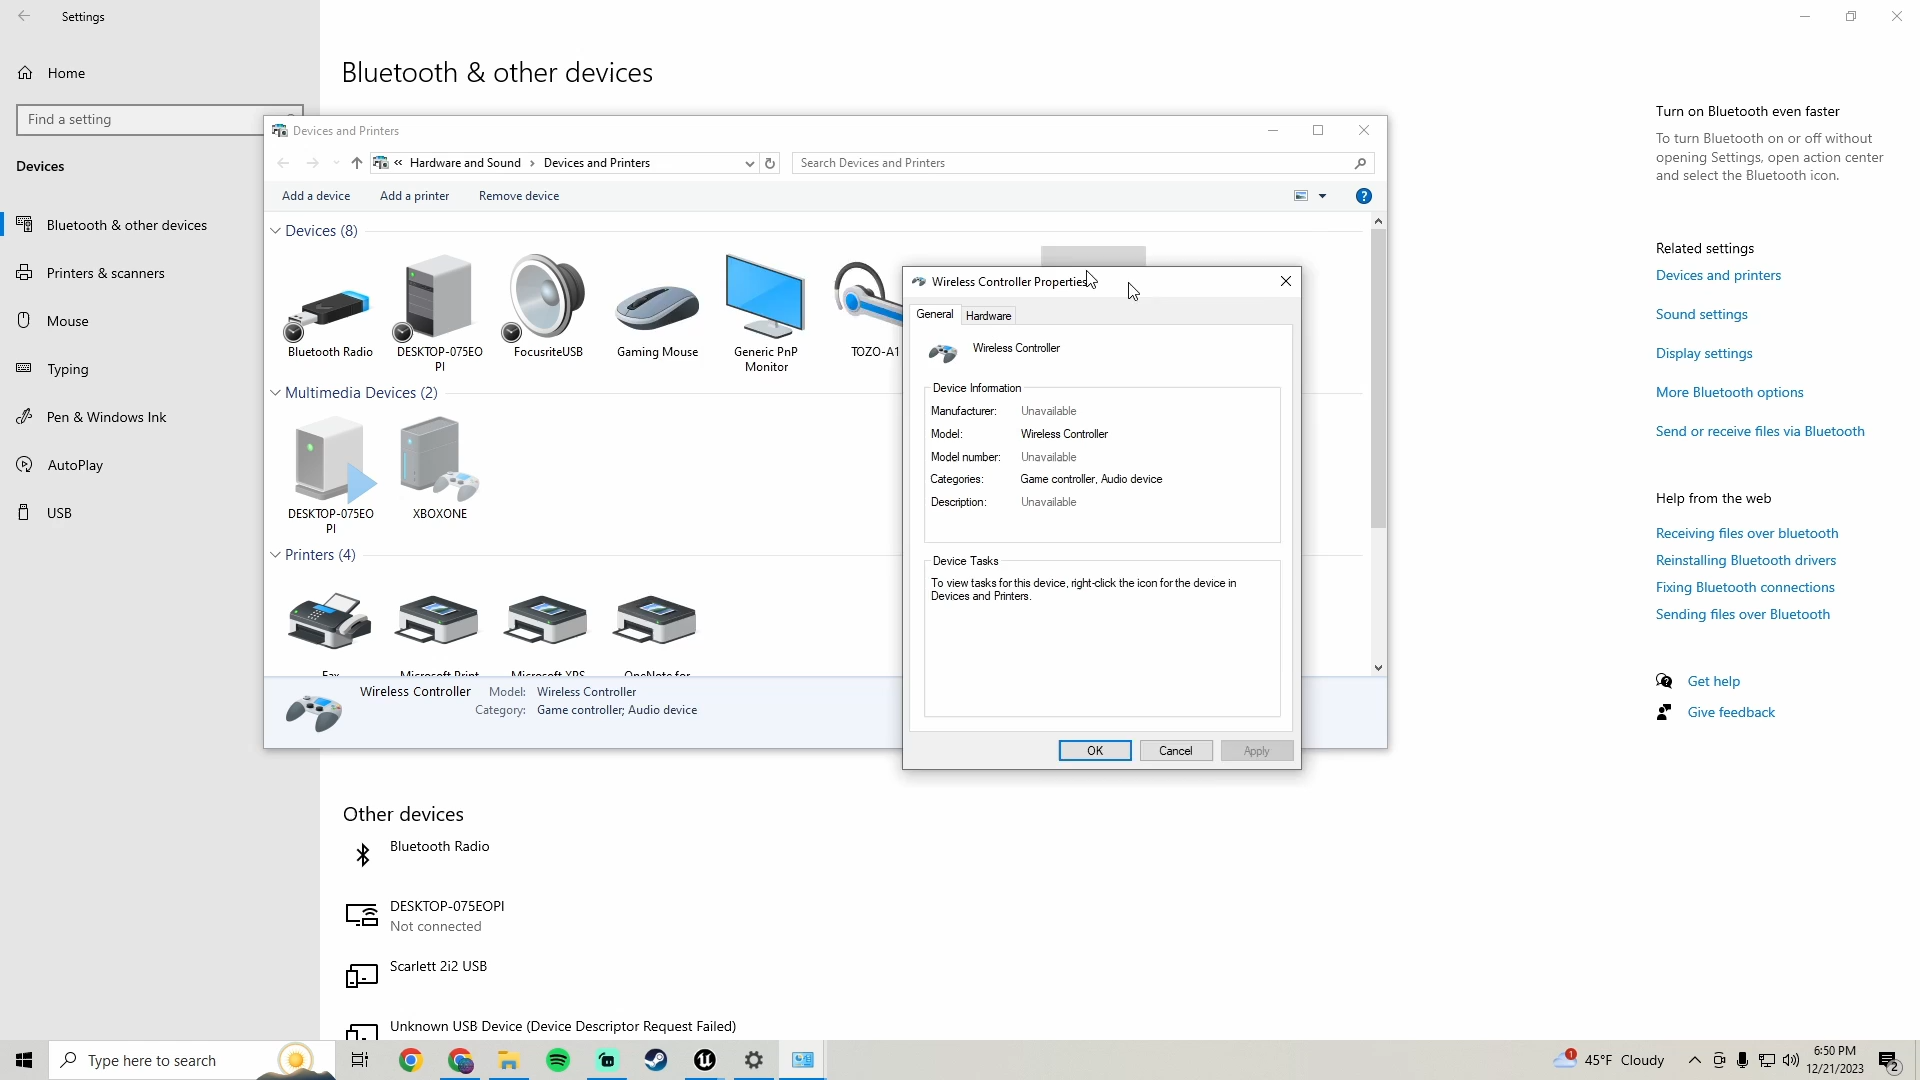 Settings
Home
Find a setting
Devices
Bluetooth & other devices
Printers & scanners
Mouse
Typing
Pen & Windows Ink
AutoPlay
USB
Bluetooth & other devices
Devices and Printers
« Hardware and Sound › Devices and Printers
Search Devices and Printers
Add a device
Add a printer
Remove device
?
Devices (8)
Bluetooth Radio
DESKTOP-075EO
PI
FocusriteUSB
Gaming Mouse
Generic PnP
Monitor
TOZO-A1
Multimedia Devices (2)
DESKTOP-075EO
PI
XBOXONE
Printers (4)
Fax
Microsoft Print
Microsoft XPS
OneNote for
Wireless Controller
Model: Wireless Controller
Category: Game controller; Audio device
Wireless Controller Properties
General
Hardware
Wireless Controller
Device Information
Manufacturer: Unavailable
Model: Wireless Controller
Model number: Unavailable
Categories: Game controller, Audio device
Description: Unavailable
Device Tasks
To view tasks for this device, right-click the icon for the device in
Devices and Printers.
OK
Cancel
Apply
Other devices
Bluetooth Radio
DESKTOP-075EOPI
Not connected
Scarlett 2i2 USB
Unknown USB Device (Device Descriptor Request Failed)
Turn on Bluetooth even faster
To turn Bluetooth on or off without
opening Settings, open action center
and select the Bluetooth icon.
Related settings
Devices and printers
Sound settings
Display settings
More Bluetooth options
Send or receive files via Bluetooth
Help from the web
Receiving files over bluetooth
Reinstalling Bluetooth drivers
Fixing Bluetooth connections
Sending files over Bluetooth
Get help
Give feedback
Type here to search
1
45°F Cloudy
6:50 PM
12/21/2023
2